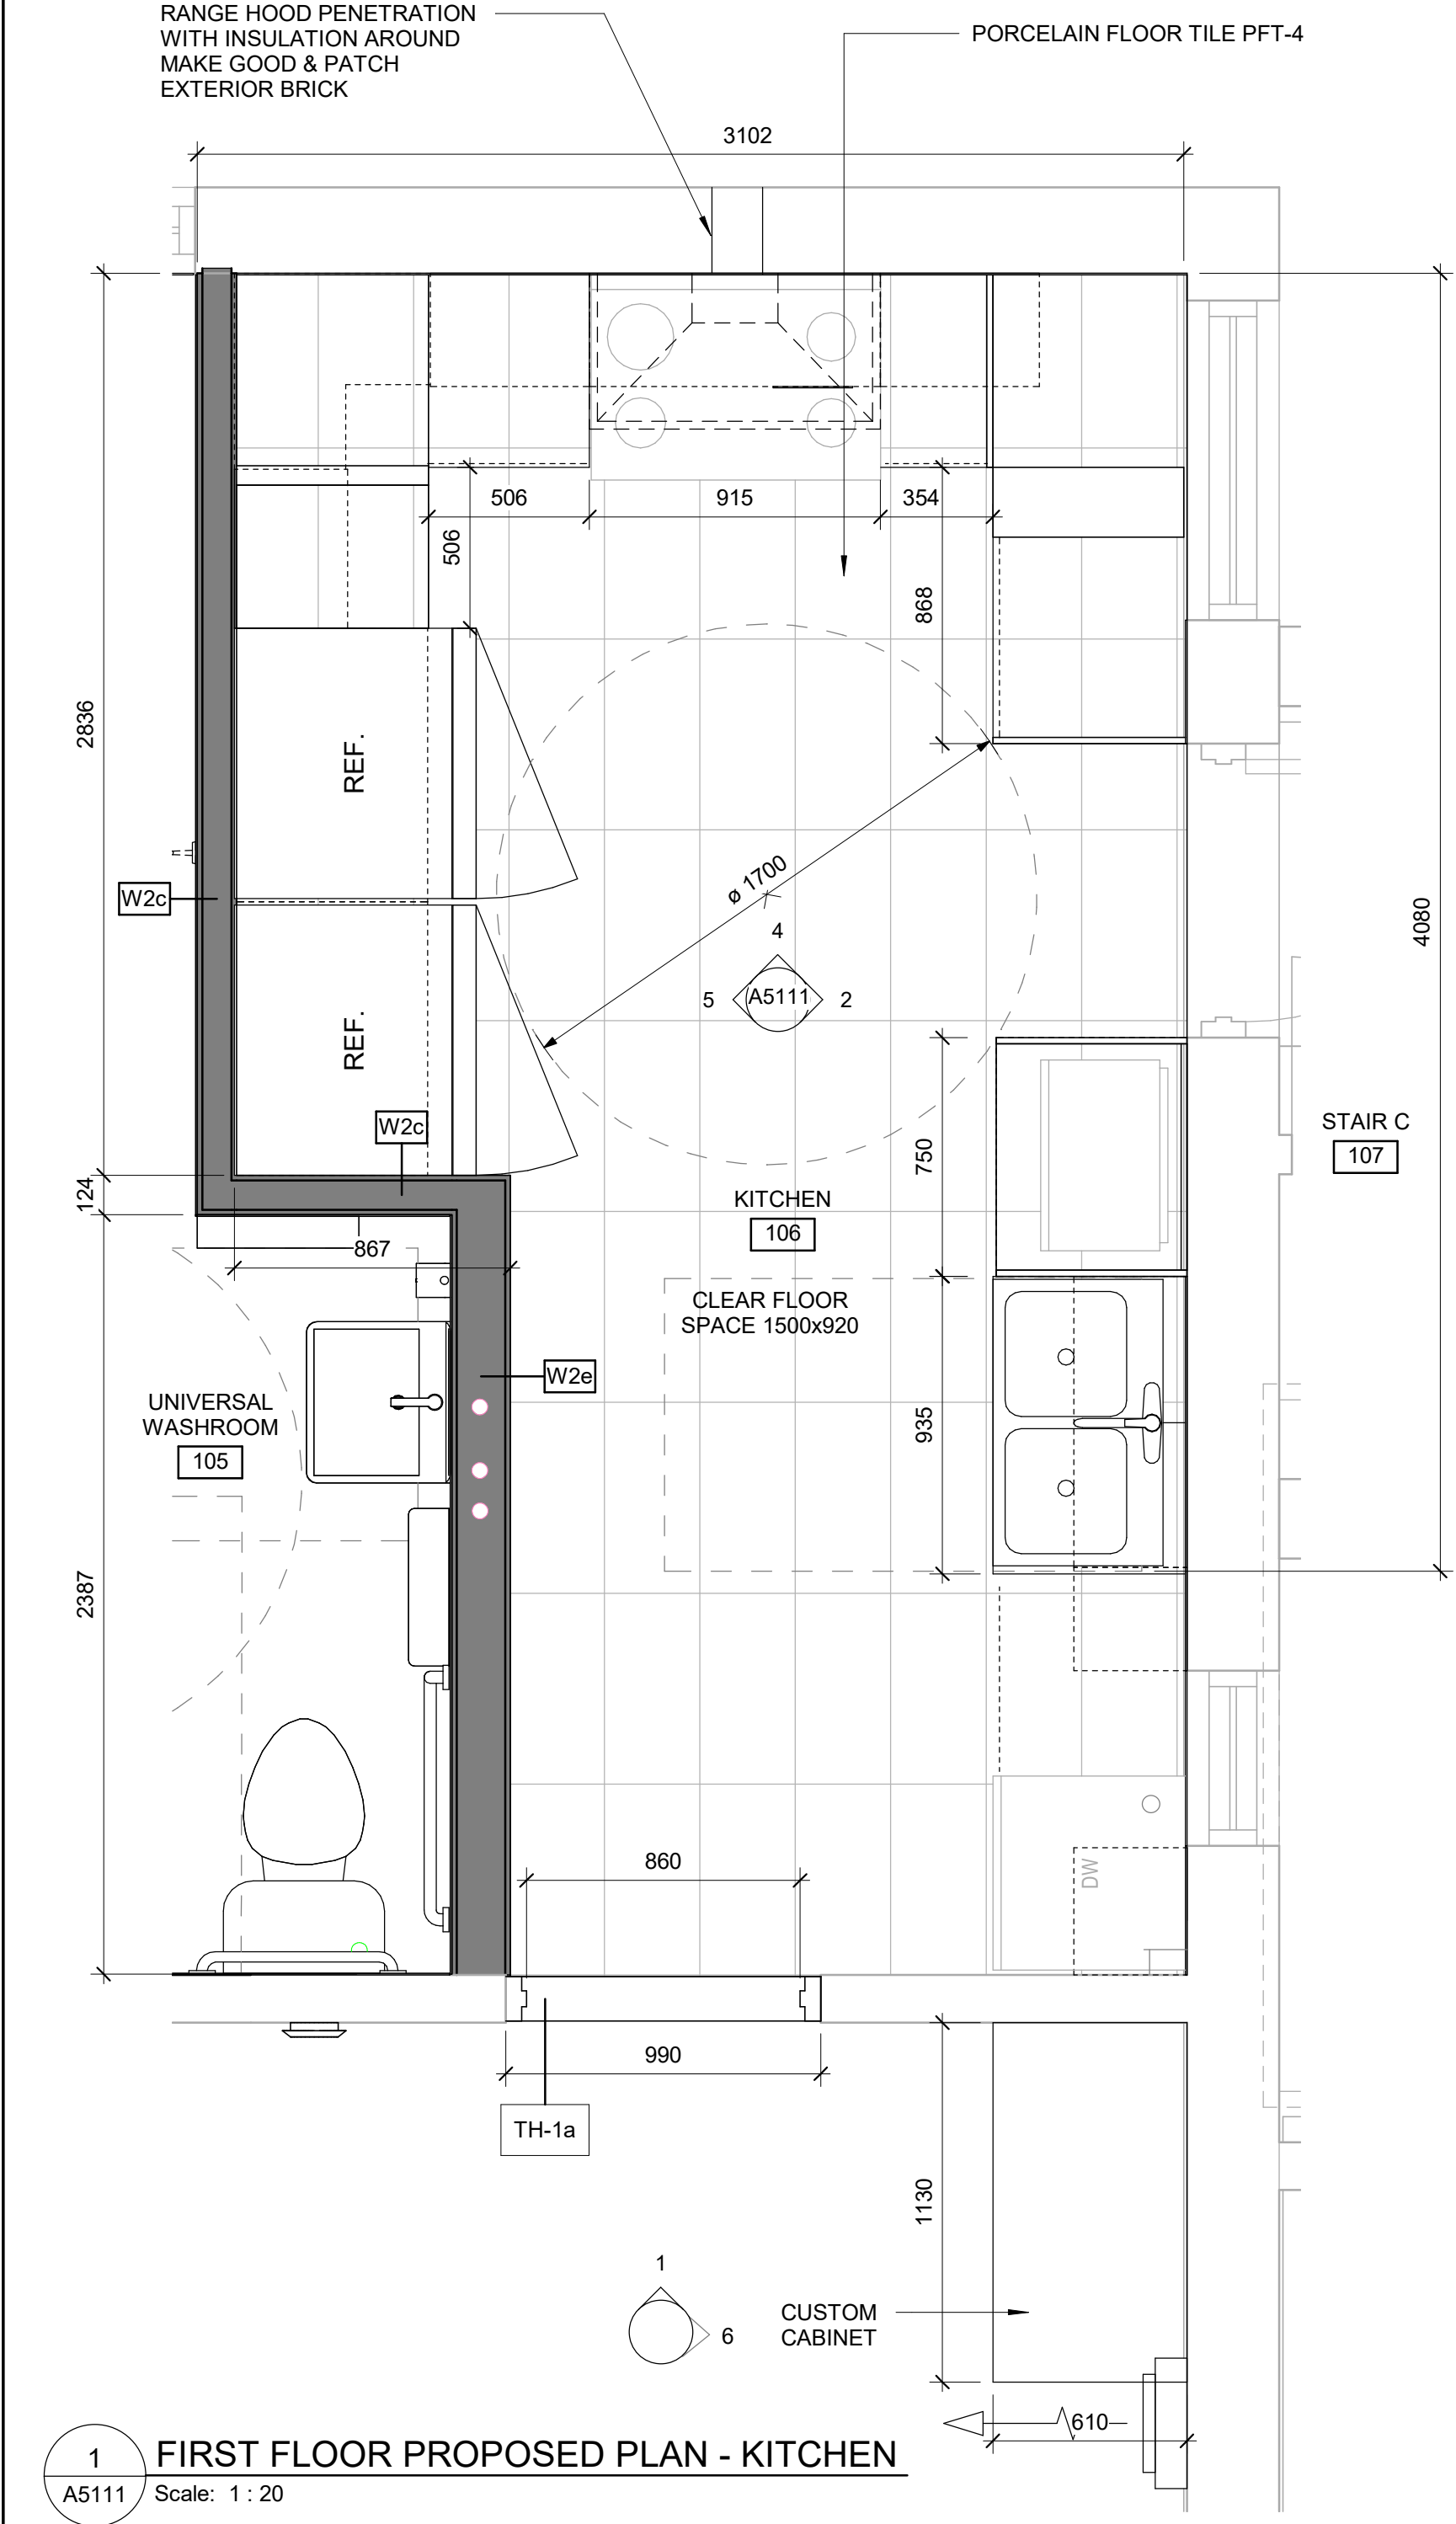 RANGE HOOD PENETRATION
WITH INSULATION AROUND
MAKE GOOD & PATCH
EXTERIOR BRICK
PORCELAIN FLOOR TILE PFT-4
3102
506
915
354
506
868
2836
REF.
W2c
ø 1700
4080
4
5
A5111
2
REF.
W2c
750
STAIR C
107
124
KITCHEN
106
867
CLEAR FLOOR
SPACE 1500x920
W2e
UNIVERSAL
WASHROOM
105
935
2387
860
DW
990
TH-1a
1130
1
6
CUSTOM
CABINET
610
1
A5111
FIRST FLOOR PROPOSED PLAN - KITCHEN
Scale: 1 : 20